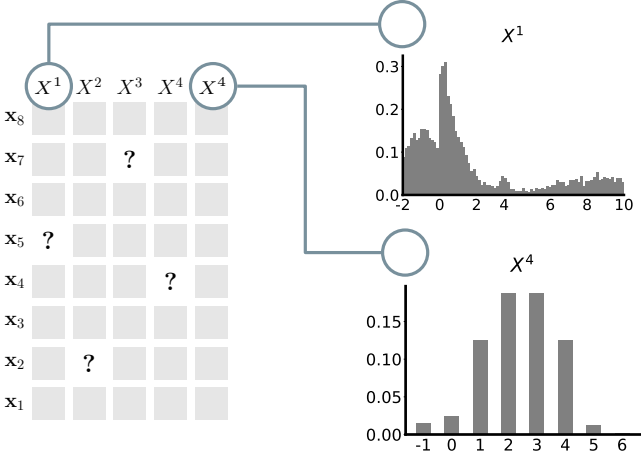 X¹ X² X³ X⁴ X⁴
x₈
x₇ ?
x₆
x₅ ?
x₄ ?
x₃
x₂ ?
x₁
X¹
0.3
0.2
0.1
0.0
-2 0 2 4 6 8 10
X⁴
0.15
0.10
0.05
0.00
-1 0 1 2 3 4 5 6